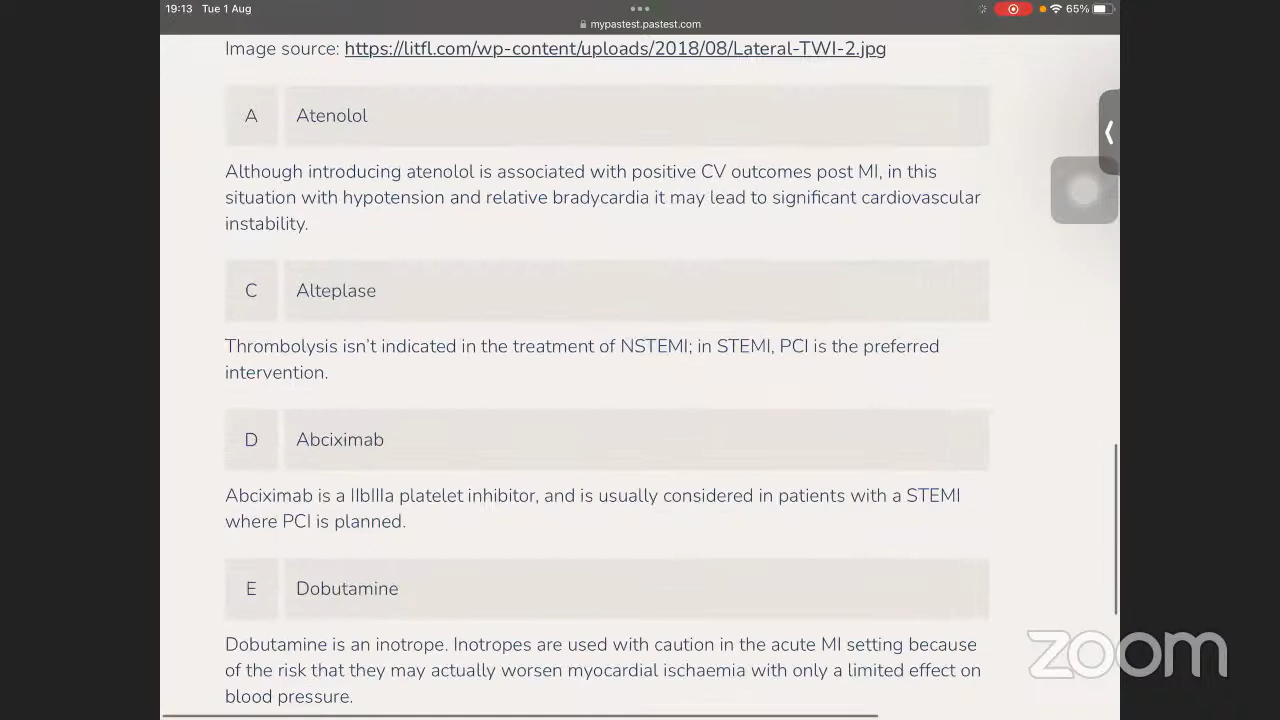 19:13 Tue 1 Aug
65%
mypastest.pastest.com
Image source: https://litfl.com/wp-content/uploads/2018/08/Lateral-TWI-2.jpg
A Atenolol
Although introducing atenolol is associated with positive CV outcomes post MI, in this
situation with hypotension and relative bradycardia it may lead to significant cardiovascular
instability.
C Alteplase
Thrombolysis isn't indicated in the treatment of NSTEMI; in STEMI, PCI is the preferred
intervention.
D Abciximab
Abciximab is a IIbIIIa platelet inhibitor, and is usually considered in patients with a STEMI
where PCI is planned.
E Dobutamine
Dobutamine is an inotrope. Inotropes are used with caution in the acute MI setting because
of the risk that they may actually worsen myocardial ischaemia with only a limited effect on
blood pressure.
zoom